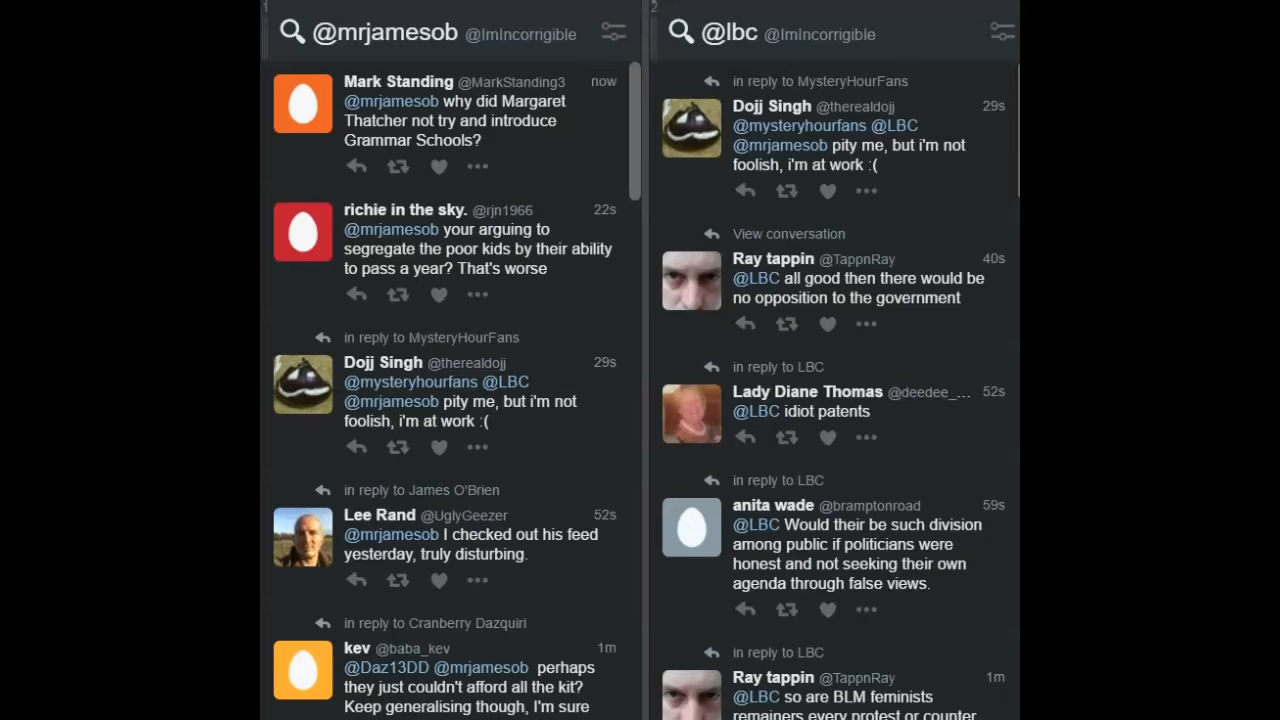 1
@mrjamesob @ImIncorrigible
Mark Standing @MarkStanding3 now
@mrjamesob why did Margaret
Thatcher not try and introduce
Grammar Schools?
richie in the sky. @rjn1966 22s
@mrjamesob your arguing to
segregate the poor kids by their ability
to pass a year? That's worse
in reply to MysteryHourFans
Dojj Singh @therealdojj 29s
@mysteryhourfans @LBC
@mrjamesob pity me, but i'm not
foolish, i'm at work :(
in reply to James O'Brien
Lee Rand @UglyGeezer 52s
@mrjamesob I checked out his feed
yesterday, truly disturbing.
in reply to Cranberry Dazquiri
kev @baba_kev 1m
@Daz13DD @mrjamesob perhaps
they just couldn't afford all the kit?
Keep generalising though, I'm sure
2
@lbc @ImIncorrigible
in reply to MysteryHourFans
Dojj Singh @therealdojj 29s
@mysteryhourfans @LBC
@mrjamesob pity me, but i'm not
foolish, i'm at work :(
View conversation
Ray tappin @TappnRay 40s
@LBC all good then there would be
no opposition to the government
in reply to LBC
Lady Diane Thomas @deedee_... 52s
@LBC idiot patents
in reply to LBC
anita wade @bramptonroad 59s
@LBC Would their be such division
among public if politicians were
honest and not seeking their own
agenda through false views.
in reply to LBC
Ray tappin @TappnRay 1m
@LBC so are BLM feminists
remainers every protest or counter